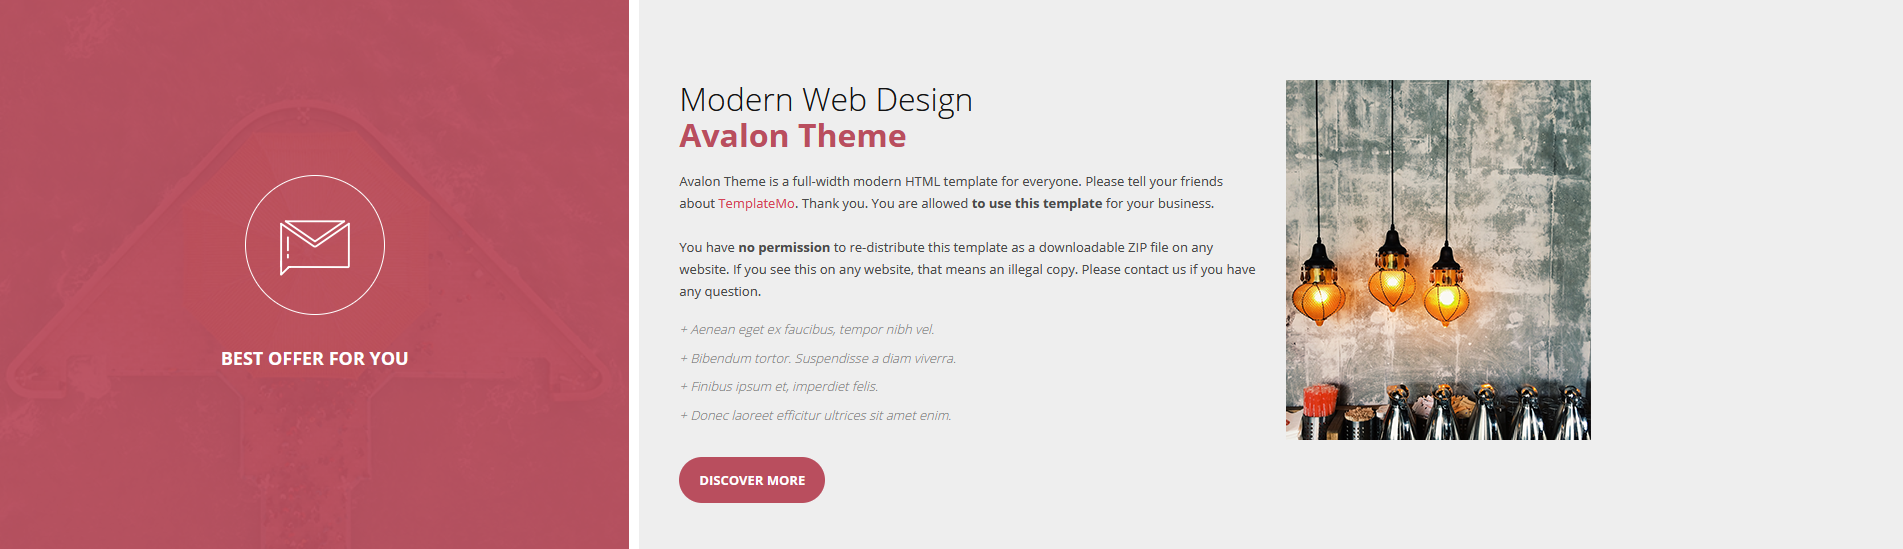 BEST OFFER FOR YOU
Modern Web Design
Avalon Theme
Avalon Theme is a full-width modern HTML template for everyone. Please tell your friends
about TemplateMo. Thank you. You are allowed to use this template for your business.
You have no permission to re-distribute this template as a downloadable ZIP file on any
website. If you see this on any website, that means an illegal copy. Please contact us if you have
any question.
+ Aenean eget ex faucibus, tempor nibh vel.
+ Bibendum tortor. Suspendisse a diam viverra.
+ Finibus ipsum et, imperdiet felis.
+ Donec laoreet efficitur ultrices sit amet enim.
DISCOVER MORE